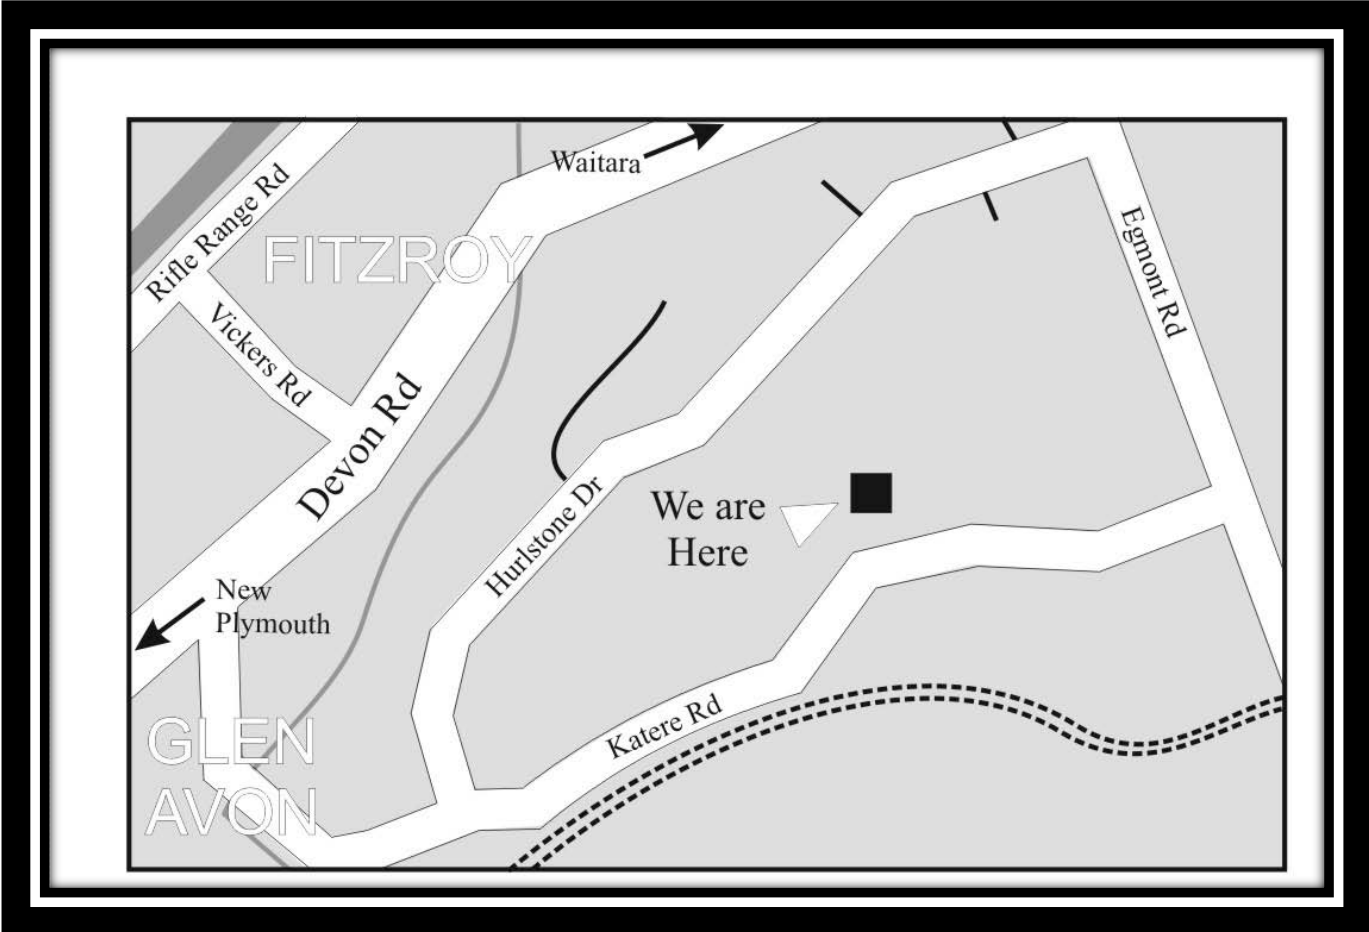 Waitara
Rifle Range Rd
FITZROY
Egmont Rd
Vickers Rd
Devon Rd
Hurlstone Dr
We are
Here
New
Plymouth
Katere Rd
GLEN
AVON